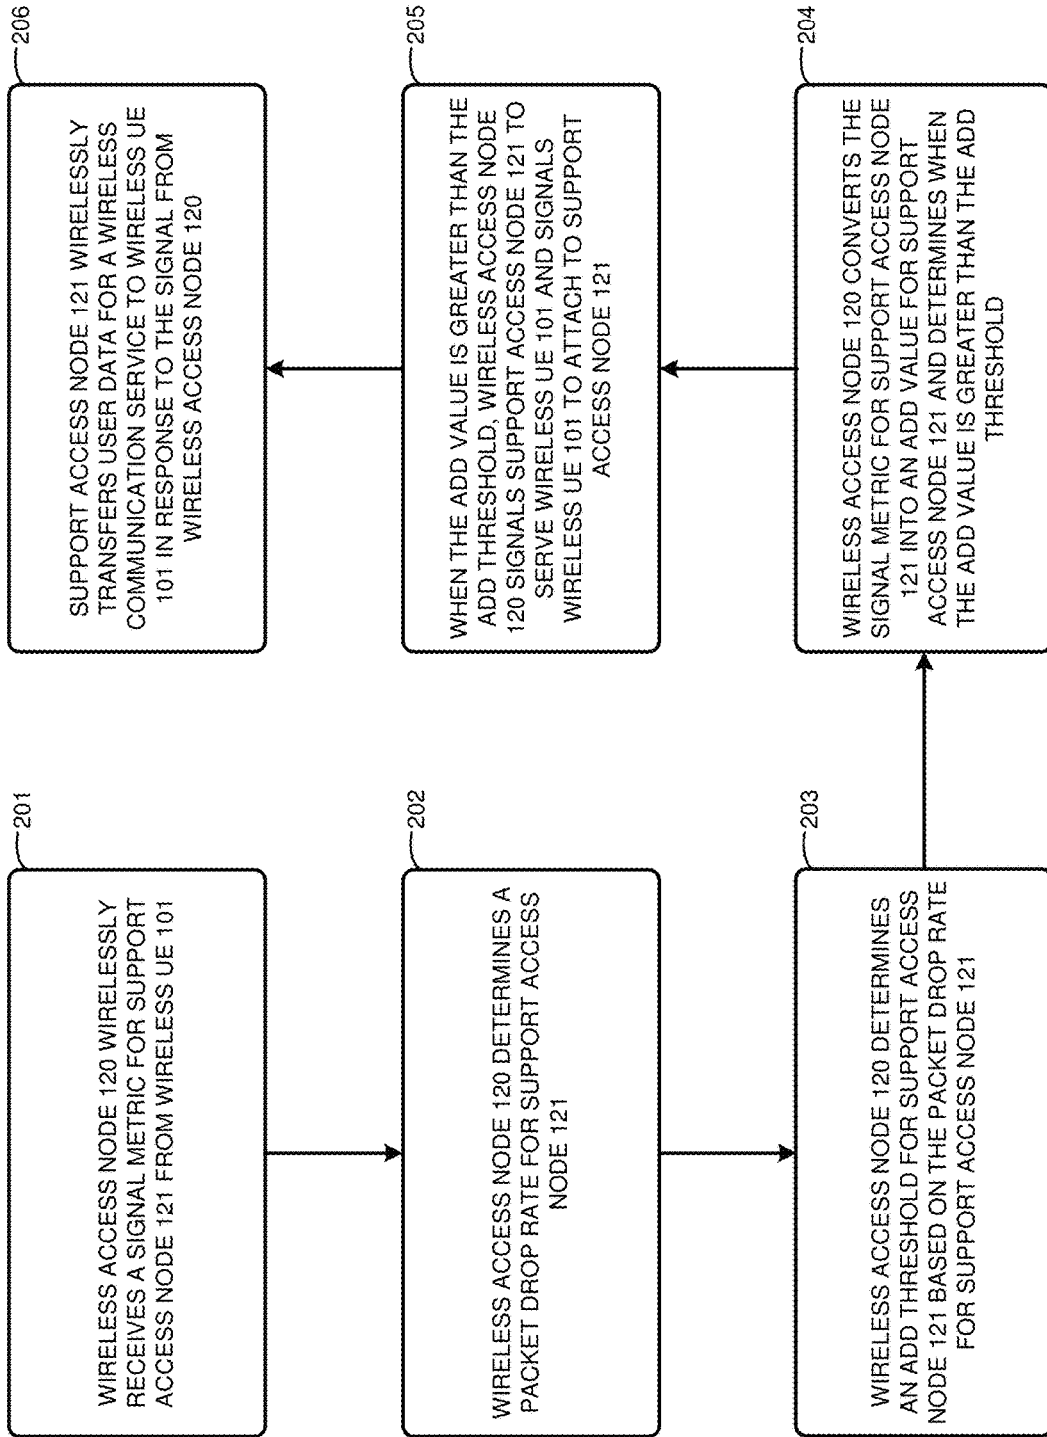 201
WIRELESS ACCESS NODE 120 WIRELESSLY
RECEIVES A SIGNAL METRIC FOR SUPPORT
ACCESS NODE 121 FROM WIRELESS UE 101
202
WIRELESS ACCESS NODE 120 DETERMINES A
PACKET DROP RATE FOR SUPPORT ACCESS
NODE 121
203
WIRELESS ACCESS NODE 120 DETERMINES
AN ADD THRESHOLD FOR SUPPORT ACCESS
NODE 121 BASED ON THE PACKET DROP RATE
FOR SUPPORT ACCESS NODE 121
204
WIRELESS ACCESS NODE 120 CONVERTS THE
SIGNAL METRIC FOR SUPPORT ACCESS NODE
121 INTO AN ADD VALUE FOR SUPPORT
ACCESS NODE 121 AND DETERMINES WHEN
THE ADD VALUE IS GREATER THAN THE ADD
THRESHOLD
205
WHEN THE ADD VALUE IS GREATER THAN THE
ADD THRESHOLD, WIRELESS ACCESS NODE
120 SIGNALS SUPPORT ACCESS NODE 121 TO
SERVE WIRELESS UE 101 AND SIGNALS
WIRELESS UE 101 TO ATTACH TO SUPPORT
ACCESS NODE 121
206
SUPPORT ACCESS NODE 121 WIRELESSLY
TRANSFERS USER DATA FOR A WIRELESS
COMMUNICATION SERVICE TO WIRELESS UE
101 IN RESPONSE TO THE SIGNAL FROM
WIRELESS ACCESS NODE 120